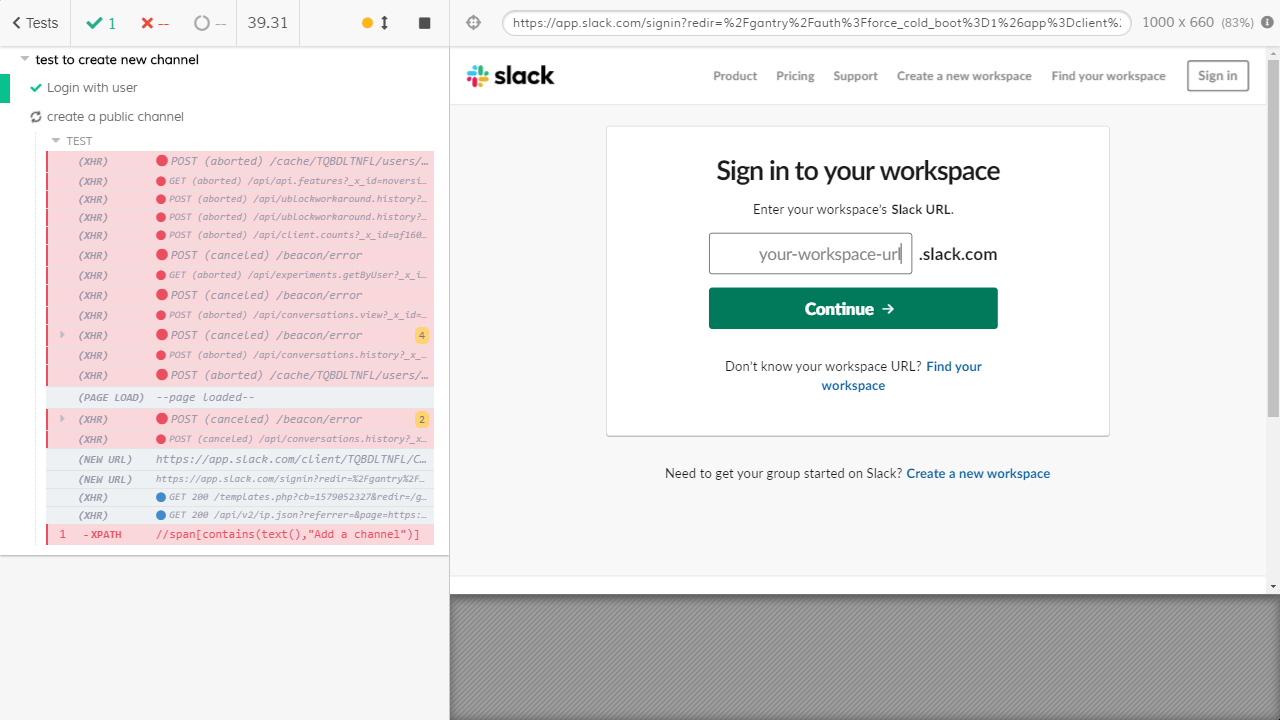 Tests
1
--
--
39.31
https://app.slack.com/signin?redir=%2Fgantry%2Fauth%3Fforce_cold_boot%3D1%26app%3Dclient%
1000 x 660 (83%)
test to create new channel
Login with user
create a public channel
TEST
(XHR) POST (aborted) /cache/TQBDLTNFL/users/…
(XHR) GET (aborted) /api/api.features?_x_id=noversi…
(XHR) POST (aborted) /api/ublockworkaround.history?…
(XHR) POST (aborted) /api/ublockworkaround.history?…
(XHR) POST (aborted) /api/client.counts?_x_id=af160…
(XHR) POST (canceled) /beacon/error
(XHR) GET (aborted) /api/experiments.getByUser?_x_i…
(XHR) POST (canceled) /beacon/error
(XHR) POST (aborted) /api/conversations.view?_x_id=…
(XHR) POST (canceled) /beacon/error 4
(XHR) POST (aborted) /api/conversations.history?_x_…
(XHR) POST (aborted) /cache/TQBDLTNFL/users/…
(PAGE LOAD) --page loaded--
(XHR) POST (canceled) /beacon/error 2
(XHR) POST (canceled) /api/conversations.history?_x…
(NEW URL) https://app.slack.com/client/TQBDLTNFL/C…
(NEW URL) https://app.slack.com/signin?redir=%2Fgantry%2F…
(XHR) GET 200 /templates.php?cb=1579052327&redir=/g…
(XHR) GET 200 /api/v2/ip.json?referrer=&page=https:…
1 - XPATH //span[contains(text(),"Add a channel")]
slack
Product
Pricing
Support
Create a new workspace
Find your workspace
Sign in
Sign in to your workspace
Enter your workspace's Slack URL.
your-workspace-url .slack.com
Continue →
Don't know your workspace URL? Find your
workspace
Need to get your group started on Slack? Create a new workspace